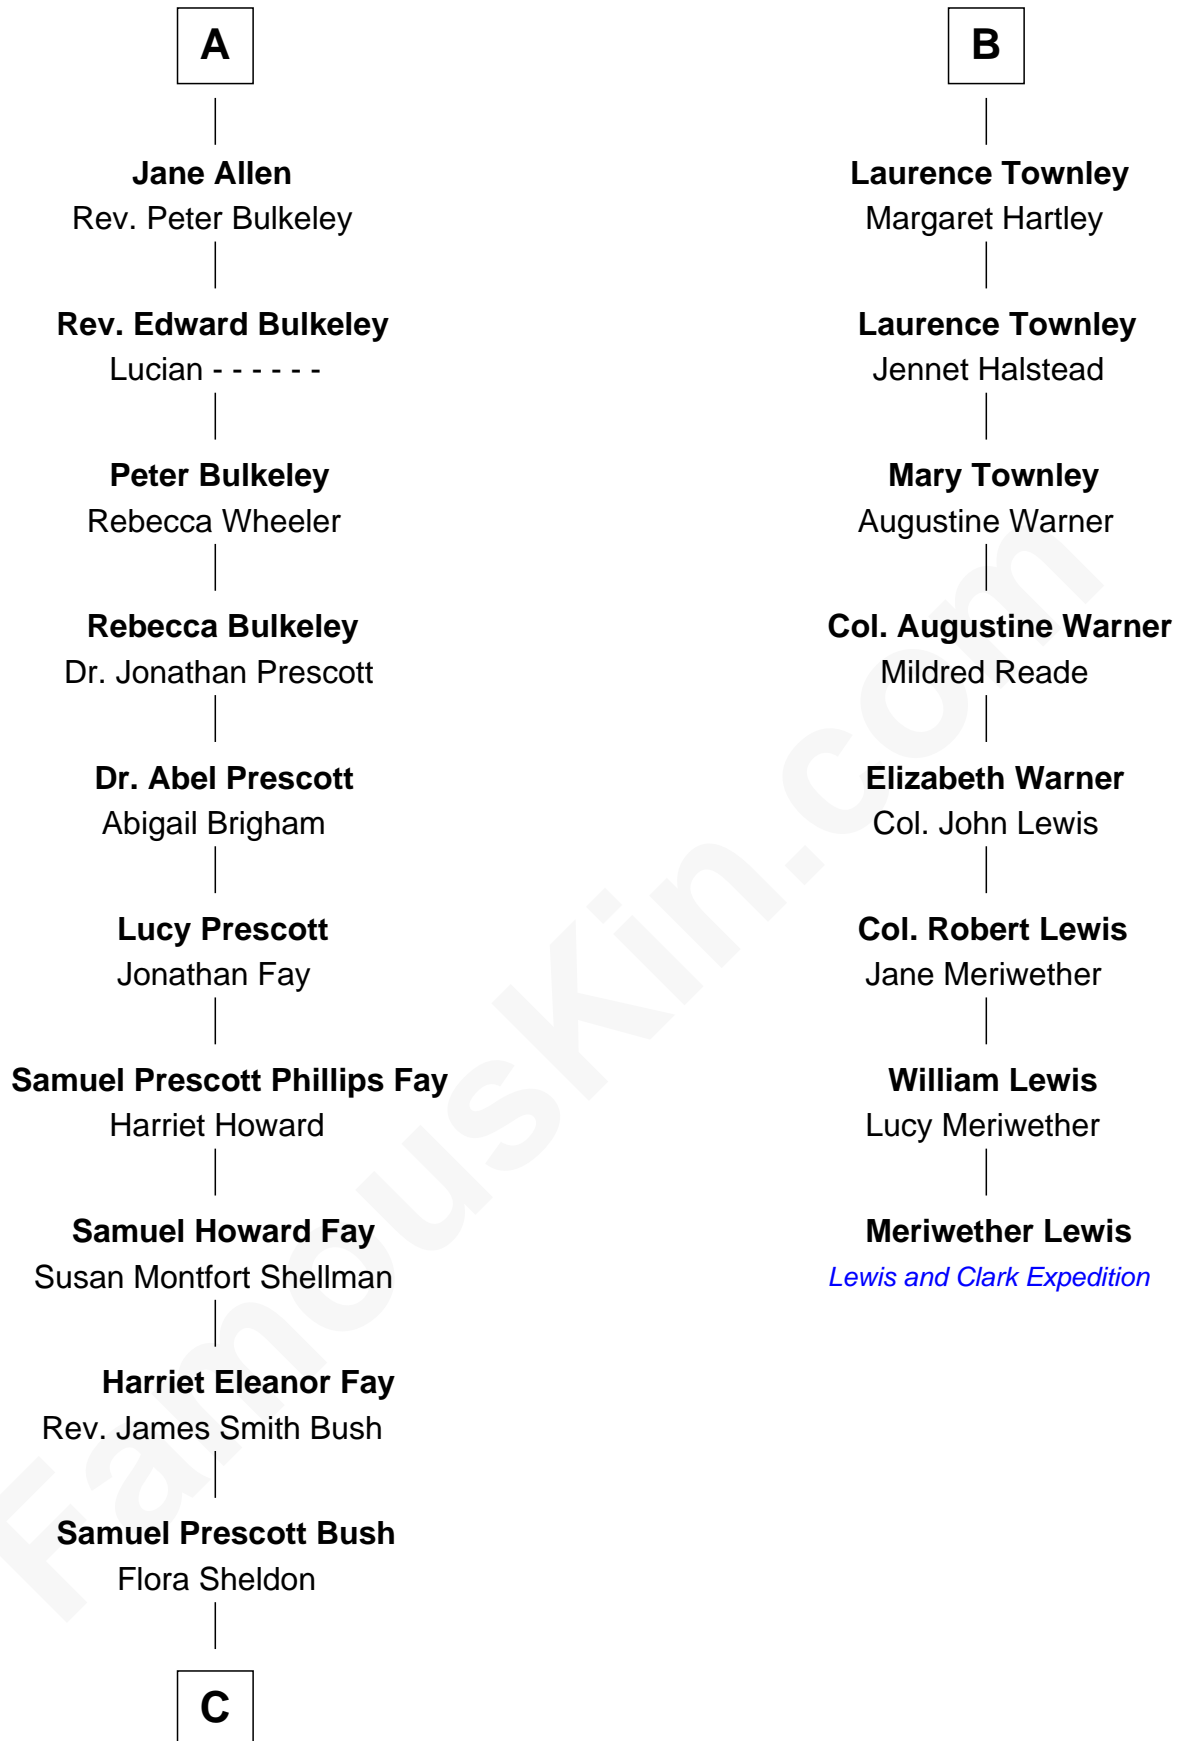 A
Jane Allen
Rev. Peter Bulkeley
Rev. Edward Bulkeley
Lucian - - - - - -
Peter Bulkeley
Rebecca Wheeler
Rebecca Bulkeley
Dr. Jonathan Prescott
Dr. Abel Prescott
Abigail Brigham
Lucy Prescott
Jonathan Fay
Samuel Prescott Phillips Fay
Harriet Howard
Samuel Howard Fay
Susan Montfort Shellman
Harriet Eleanor Fay
Rev. James Smith Bush
Samuel Prescott Bush
Flora Sheldon
C
B
Laurence Townley
Margaret Hartley
Laurence Townley
Jennet Halstead
Mary Townley
Augustine Warner
Col. Augustine Warner
Mildred Reade
Elizabeth Warner
Col. John Lewis
Col. Robert Lewis
Jane Meriwether
William Lewis
Lucy Meriwether
Meriwether Lewis
Lewis and Clark Expedition
FamousKin.com